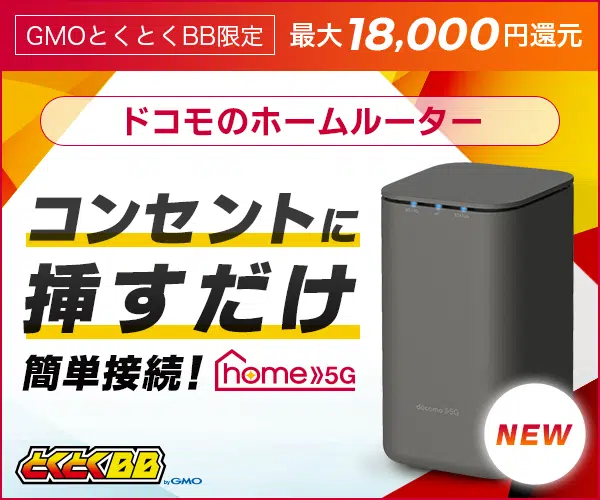 GMOとくとくBB限定 最大18,000円還元
ドコモのホームルーター
コンセントに
挿すだけ
簡単接続！ home 5G
docomo 5G
NEW
とくとくBB by GMO